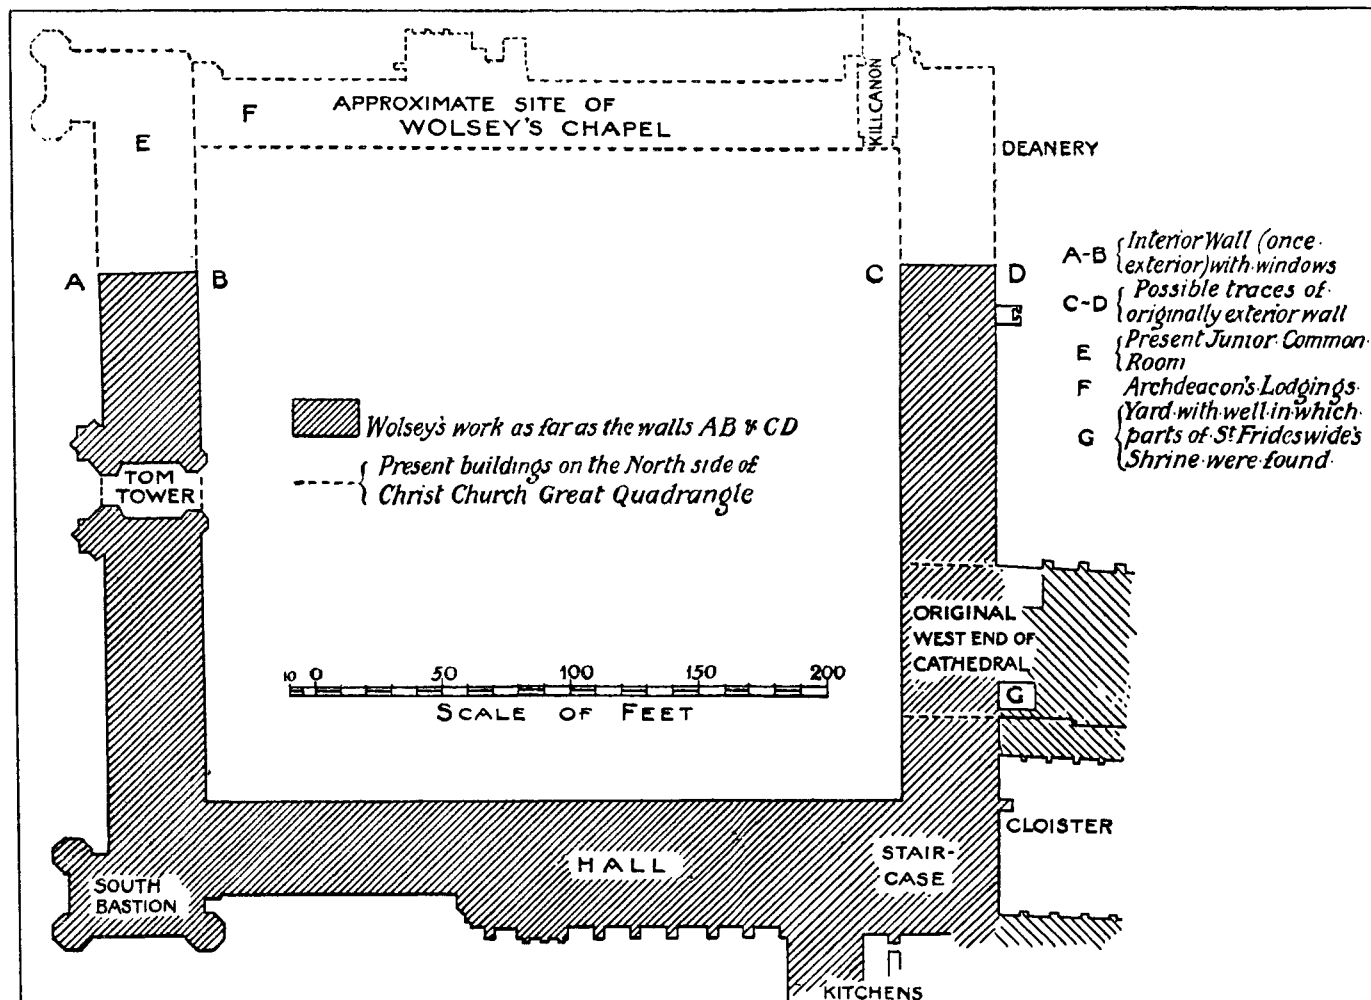 F
APPROXIMATE SITE OF
WOLSEY'S CHAPEL
KILLCANON
E
DEANERY
A
B
C
D
A-B Interior Wall (once
exterior) with windows
C-D Possible traces of
originally exterior wall
E Present Junior Common
Room
F Archdeacon's Lodgings
G Yard with well in which
parts of St Frideswide's
Shrine were found
Wolsey's work as far as the walls AB & CD
Present buildings on the North side of
Christ Church Great Quadrangle
TOM
TOWER
ORIGINAL
WEST END OF
CATHEDRAL
G
10 0 50 100 150 200
SCALE OF FEET
CLOISTER
HALL
STAIR-
CASE
SOUTH
BASTION
KITCHENS